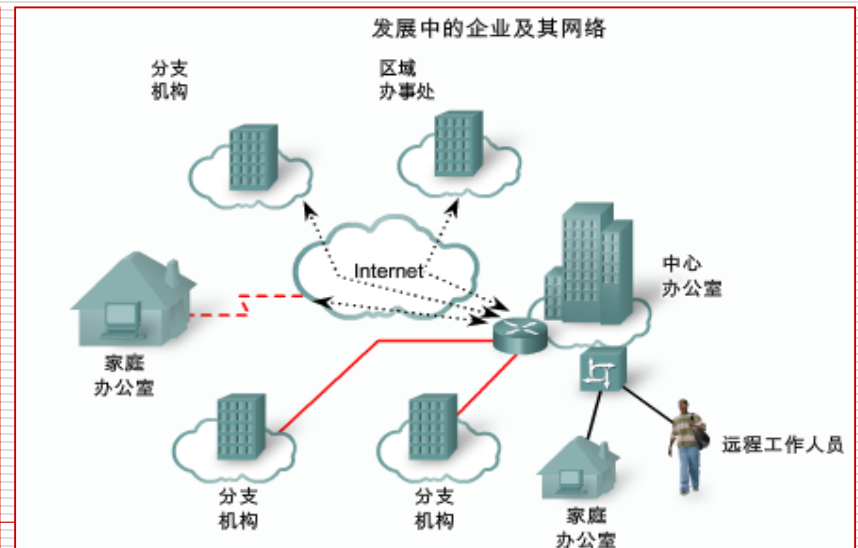 发展中的企业及其网络
分支
机构
区域
办事处
Internet
中心
办公室
家庭
办公室
远程工作人员
分支
机构
分支
机构
家庭
办公室